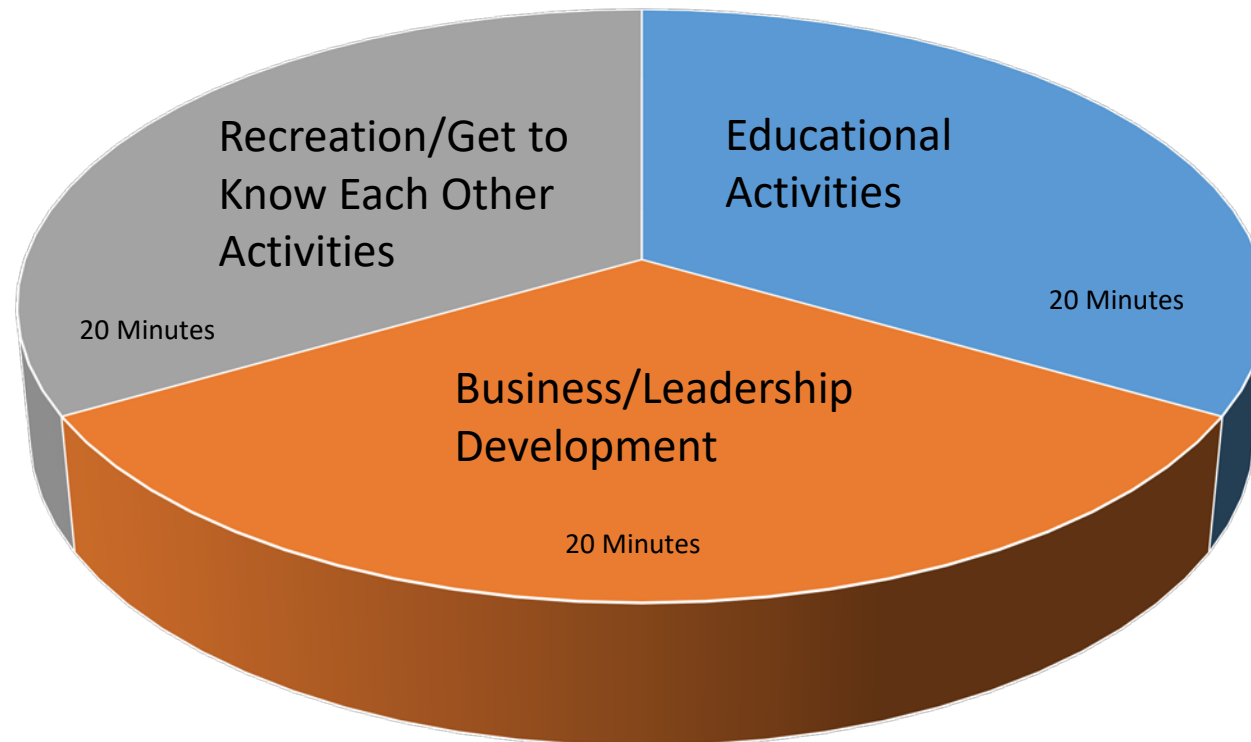 Recreation/Get to
Know Each Other
Activities
20 Minutes
Educational
Activities
20 Minutes
Business/Leadership
Development
20 Minutes